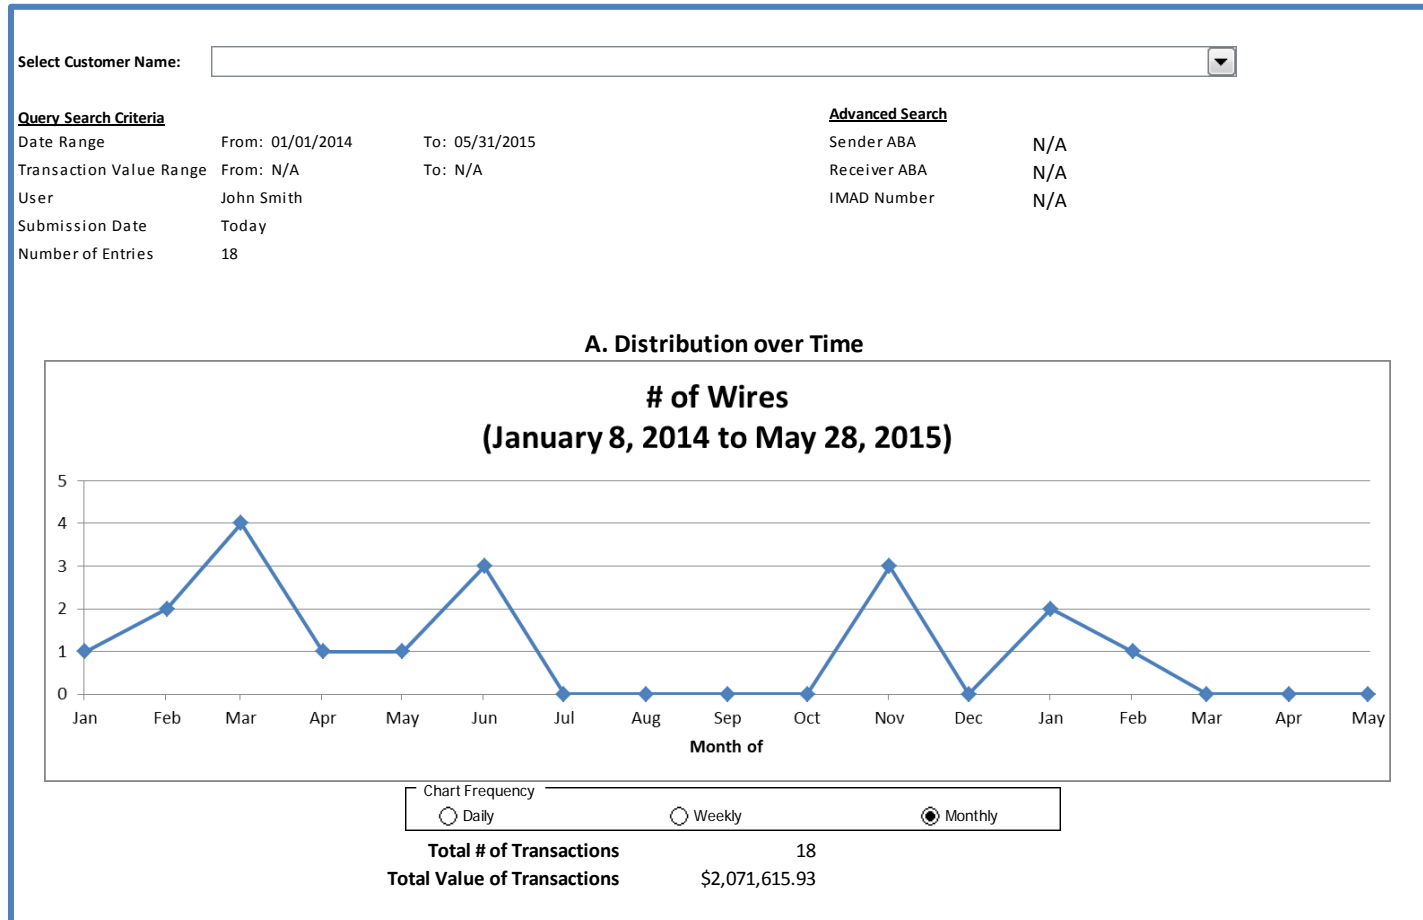 Select Customer Name:
Query Search Criteria
Advanced Search
Date Range From: 01/01/2014 To: 05/31/2015 Sender ABA N/A
Transaction Value Range From: N/A To: N/A Receiver ABA N/A
User John Smith IMAD Number N/A
Submission Date Today
Number of Entries 18
A. Distribution over Time
# of Wires
(January 8, 2014 to May 28, 2015)
5
4
3
2
1
0
Jan Feb Mar Apr May Jun Jul Aug Sep Oct Nov Dec Jan Feb Mar Apr May
Month of
Chart Frequency
Daily Weekly Monthly
Total # of Transactions 18
Total Value of Transactions $2,071,615.93